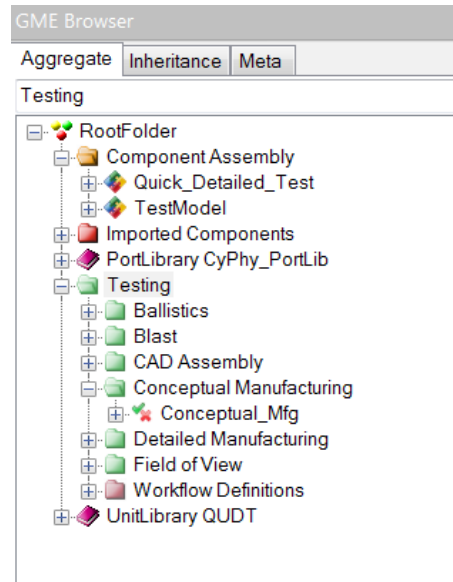 GME Browser
Aggregate Inheritance Meta
Testing
RootFolder
Component Assembly
Quick_Detailed_Test
TestModel
Imported Components
PortLibrary CyPhy_PortLib
Testing
Ballistics
Blast
CAD Assembly
Conceptual Manufacturing
Conceptual_Mfg
Detailed Manufacturing
Field of View
Workflow Definitions
UnitLibrary QUDT